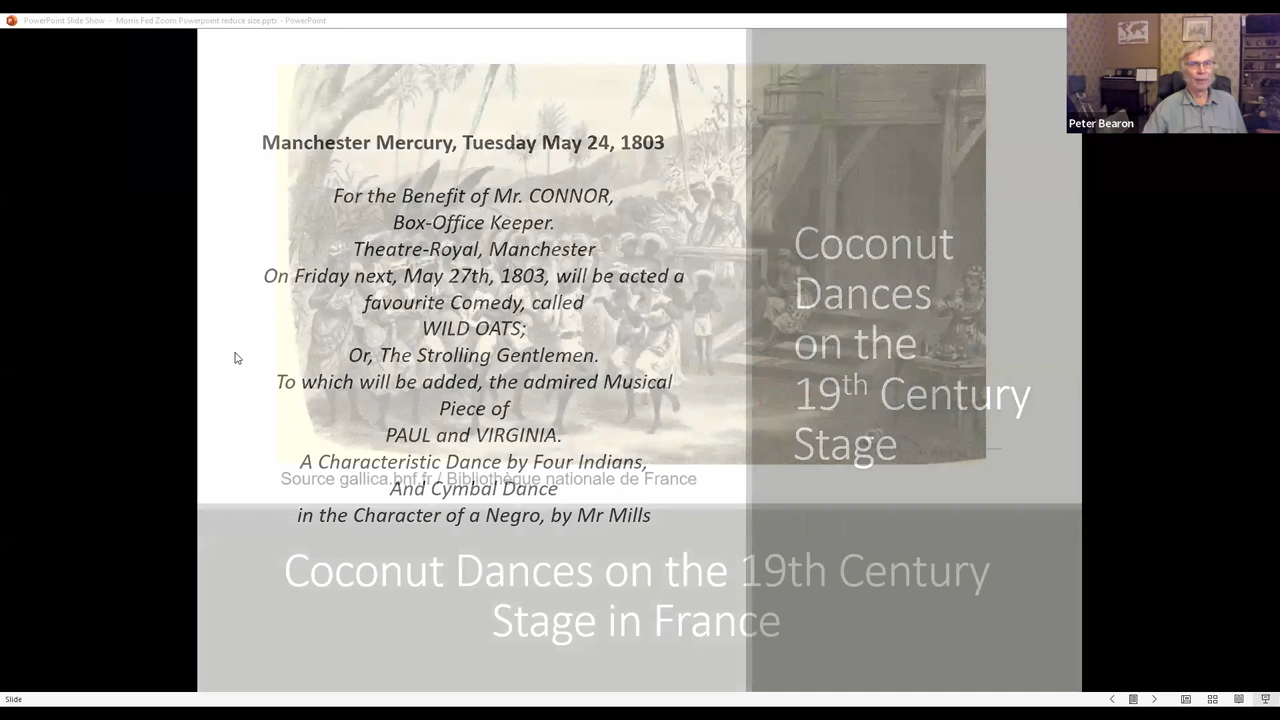 PowerPoint Slide Show - Morris Fed Zoom Powerpoint reduce size.pptx - PowerPoint
Peter Bearon
Manchester Mercury, Tuesday May 24, 1803
For the Benefit of Mr. CONNOR,
Box-Office Keeper.
Theatre-Royal, Manchester
On Friday next, May 27th, 1803, will be acted a
favourite Comedy, called
WILD OATS;
Or, The Strolling Gentlemen.
To which will be added, the admired Musical
Piece of
PAUL and VIRGINIA.
A Characteristic Dance by Four Indians,
And Cymbal Dance
in the Character of a Negro, by Mr Mills
Source gallica.bnf.fr / Bibliothèque nationale de France
Coconut
Dances
on the
19th Century
Stage
Coconut Dances on the 19th Century
Stage in France
Slide